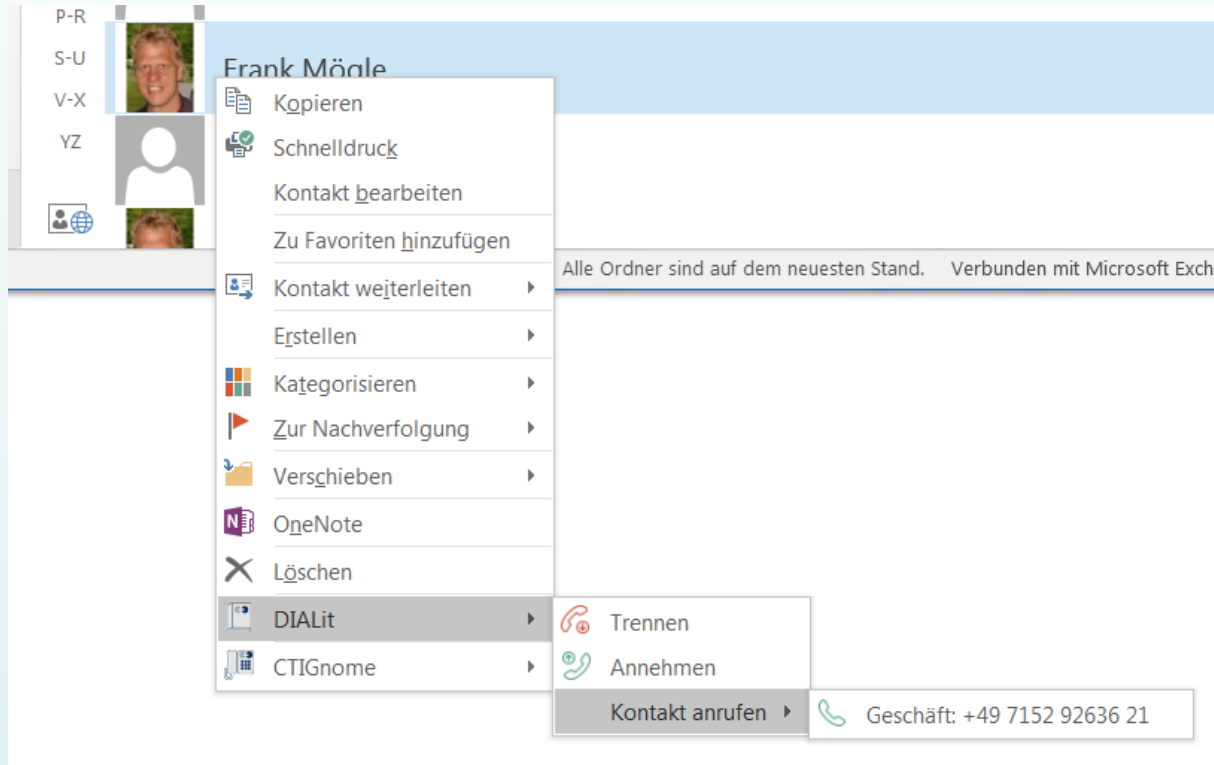 P-R
S-U
V-X
YZ
Frank Mögle
Kopieren
Schnelldruck
Kontakt bearbeiten
Zu Favoriten hinzufügen
Alle Ordner sind auf dem neuesten Stand. Verbunden mit Microsoft Exch
Kontakt weiterleiten
Erstellen
Kategorisieren
Zur Nachverfolgung
Verschieben
OneNote
Löschen
DIALit
Trennen
CTIGnome
Annehmen
Kontakt anrufen
Geschäft: +49 7152 92636 21